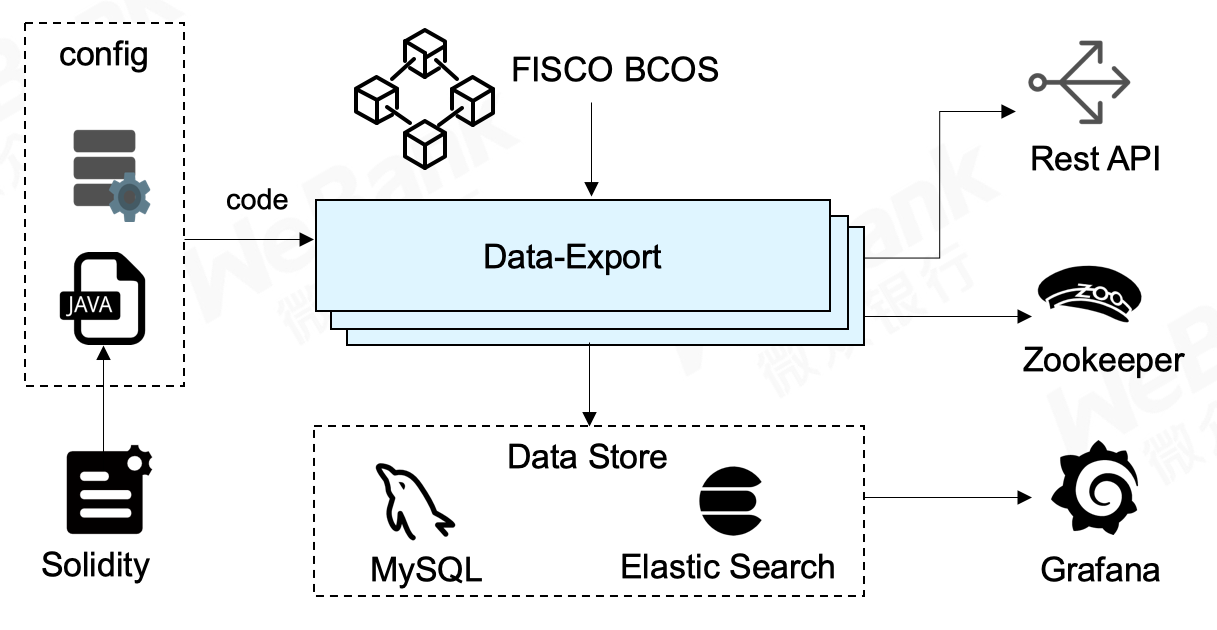 config
FISCO BCOS
Rest API
code
Data-Export
JAVA
ZOO
Zookeeper
Data Store
MySQL
Elastic Search
Solidity
Grafana
WeBank
微众银行